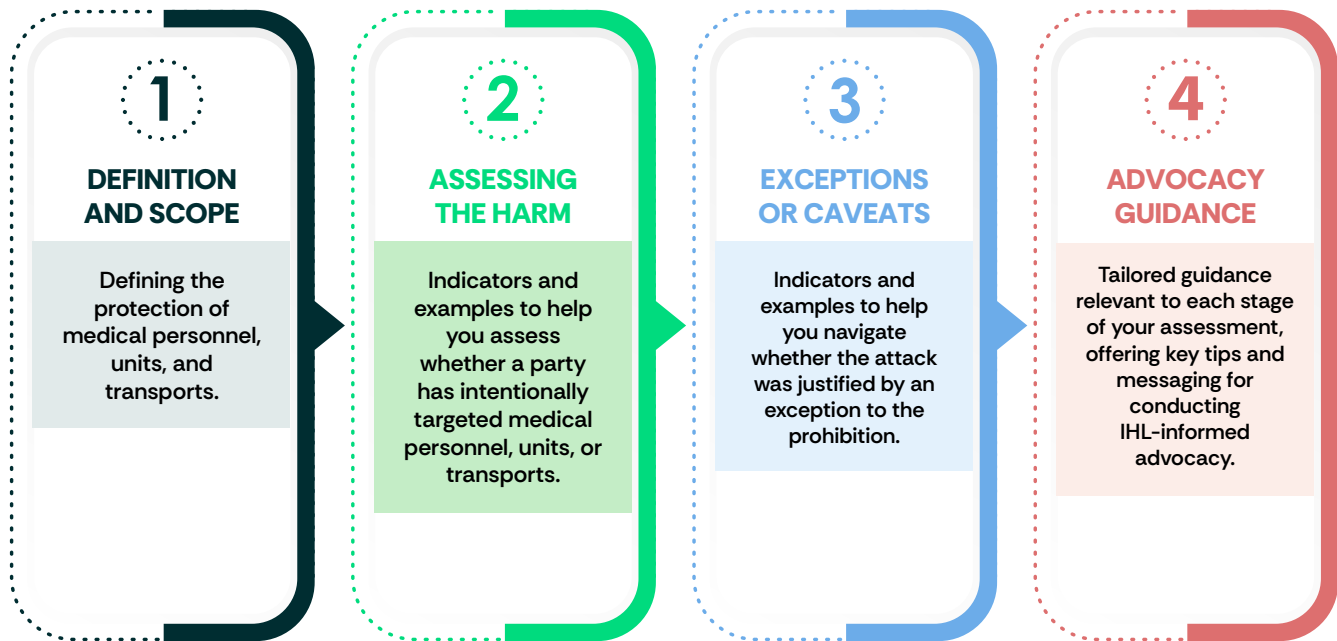 1
DEFINITION
AND SCOPE
Defining the
protection of
medical personnel,
units, and
transports.
2
ASSESSING
THE HARM
Indicators and
examples to help
you assess
whether a party
has intentionally
targeted medical
personnel, units, or
transports.
3
EXCEPTIONS
OR CAVEATS
Indicators and
examples to help
you navigate
whether the attack
was justified by an
exception to the
prohibition.
4
ADVOCACY
GUIDANCE
Tailored guidance
relevant to each stage
of your assessment,
offering key tips and
messaging for
conducting
IHL-informed
advocacy.